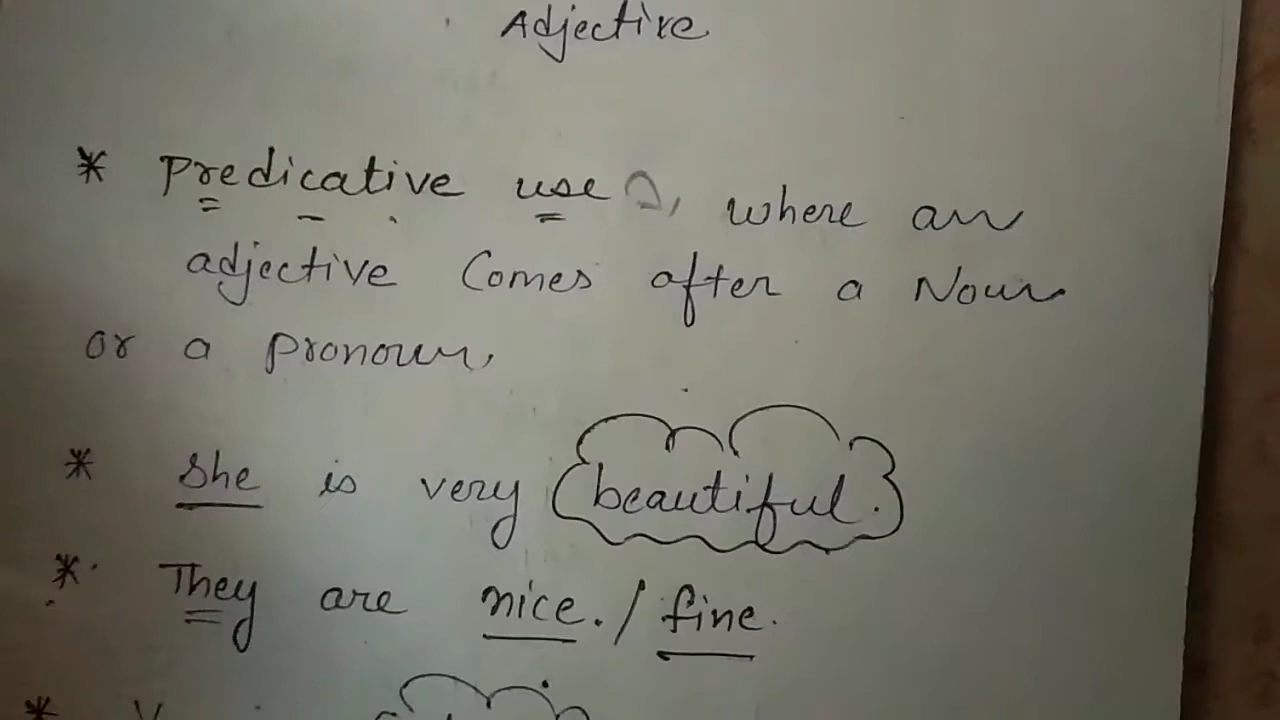 Adjective
* Predicative use, where an
adjective Comes after a Noun
or a pronoun,
* She is very beautiful.
* They are nice. / fine.
*